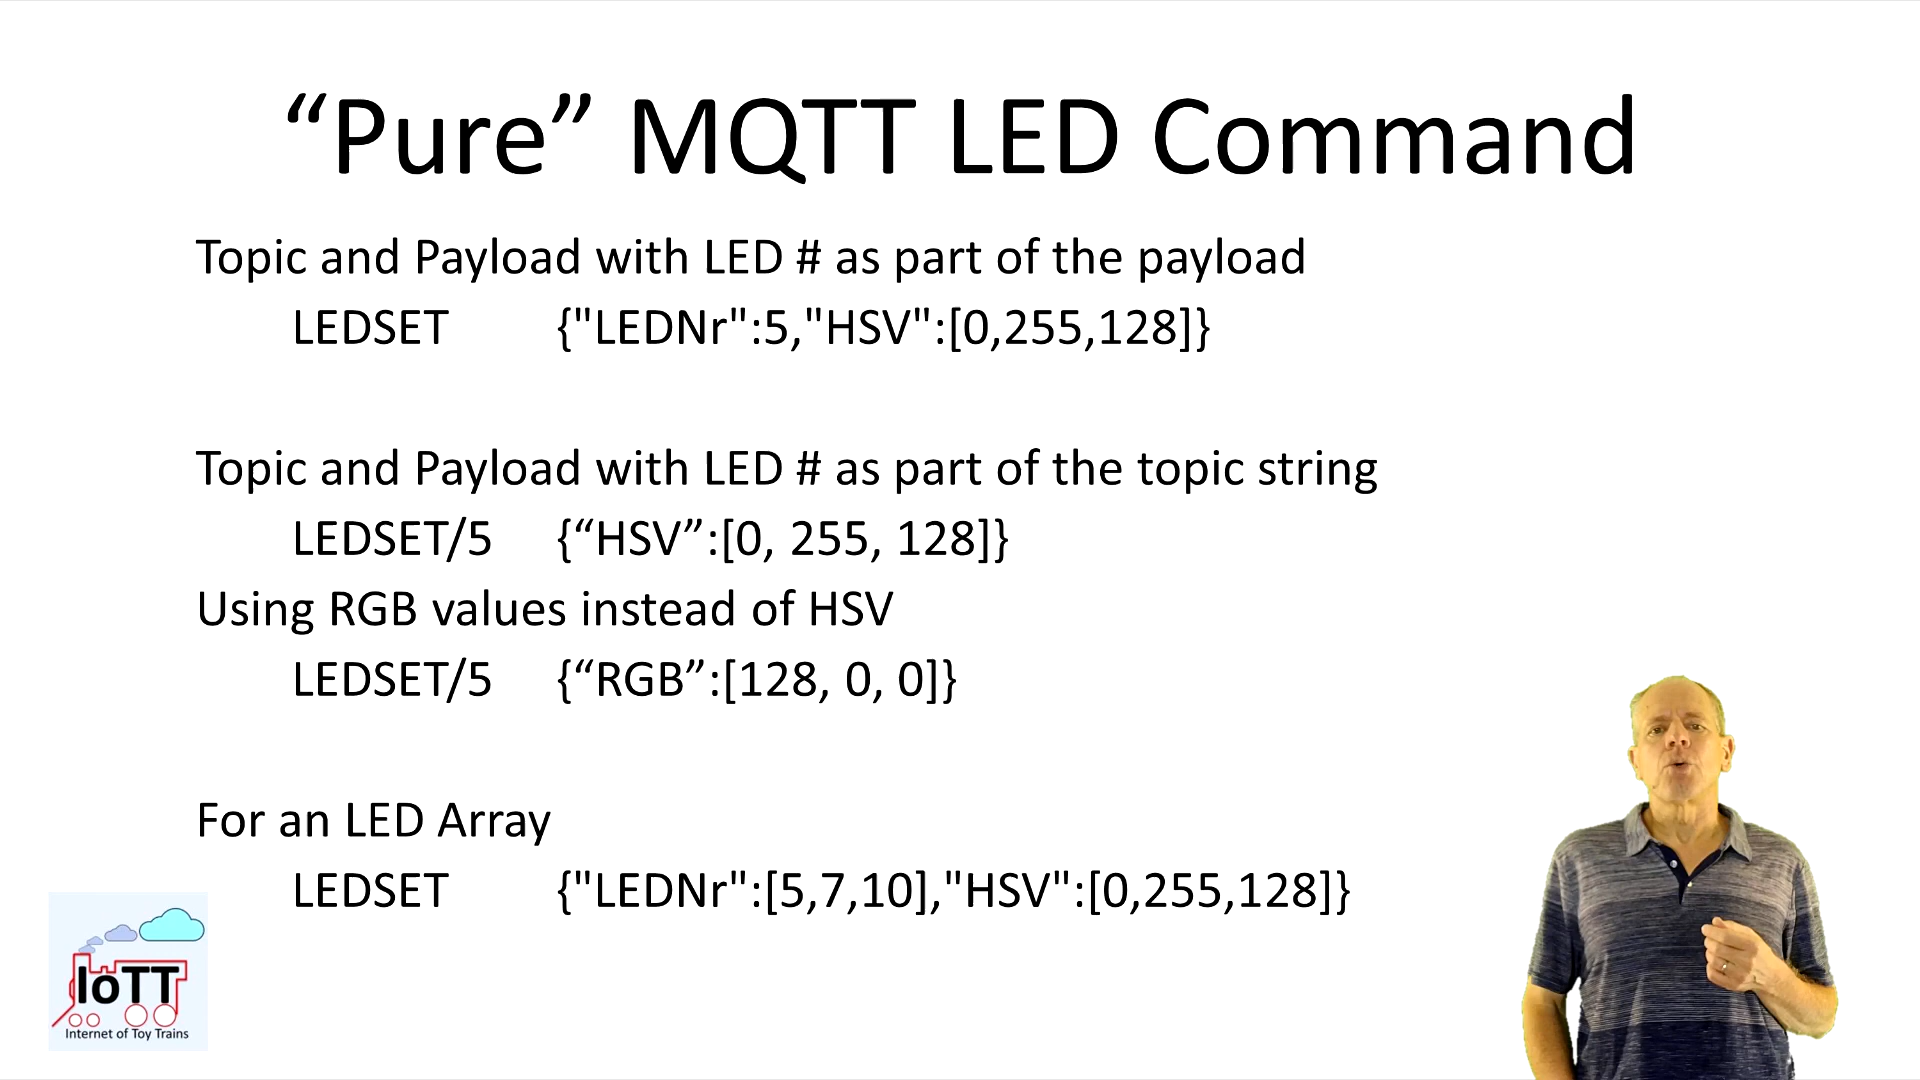 “Pure” MQTT LED Command
Topic and Payload with LED # as part of the payload
LEDSET {"LEDNr":5,"HSV":[0,255,128]}
Topic and Payload with LED # as part of the topic string
LEDSET/5 {“HSV”:[0, 255, 128]}
Using RGB values instead of HSV
LEDSET/5 {“RGB”:[128, 0, 0]}
For an LED Array
LEDSET {"LEDNr":[5,7,10],"HSV":[0,255,128]}
IoTT
Internet of Toy Trains